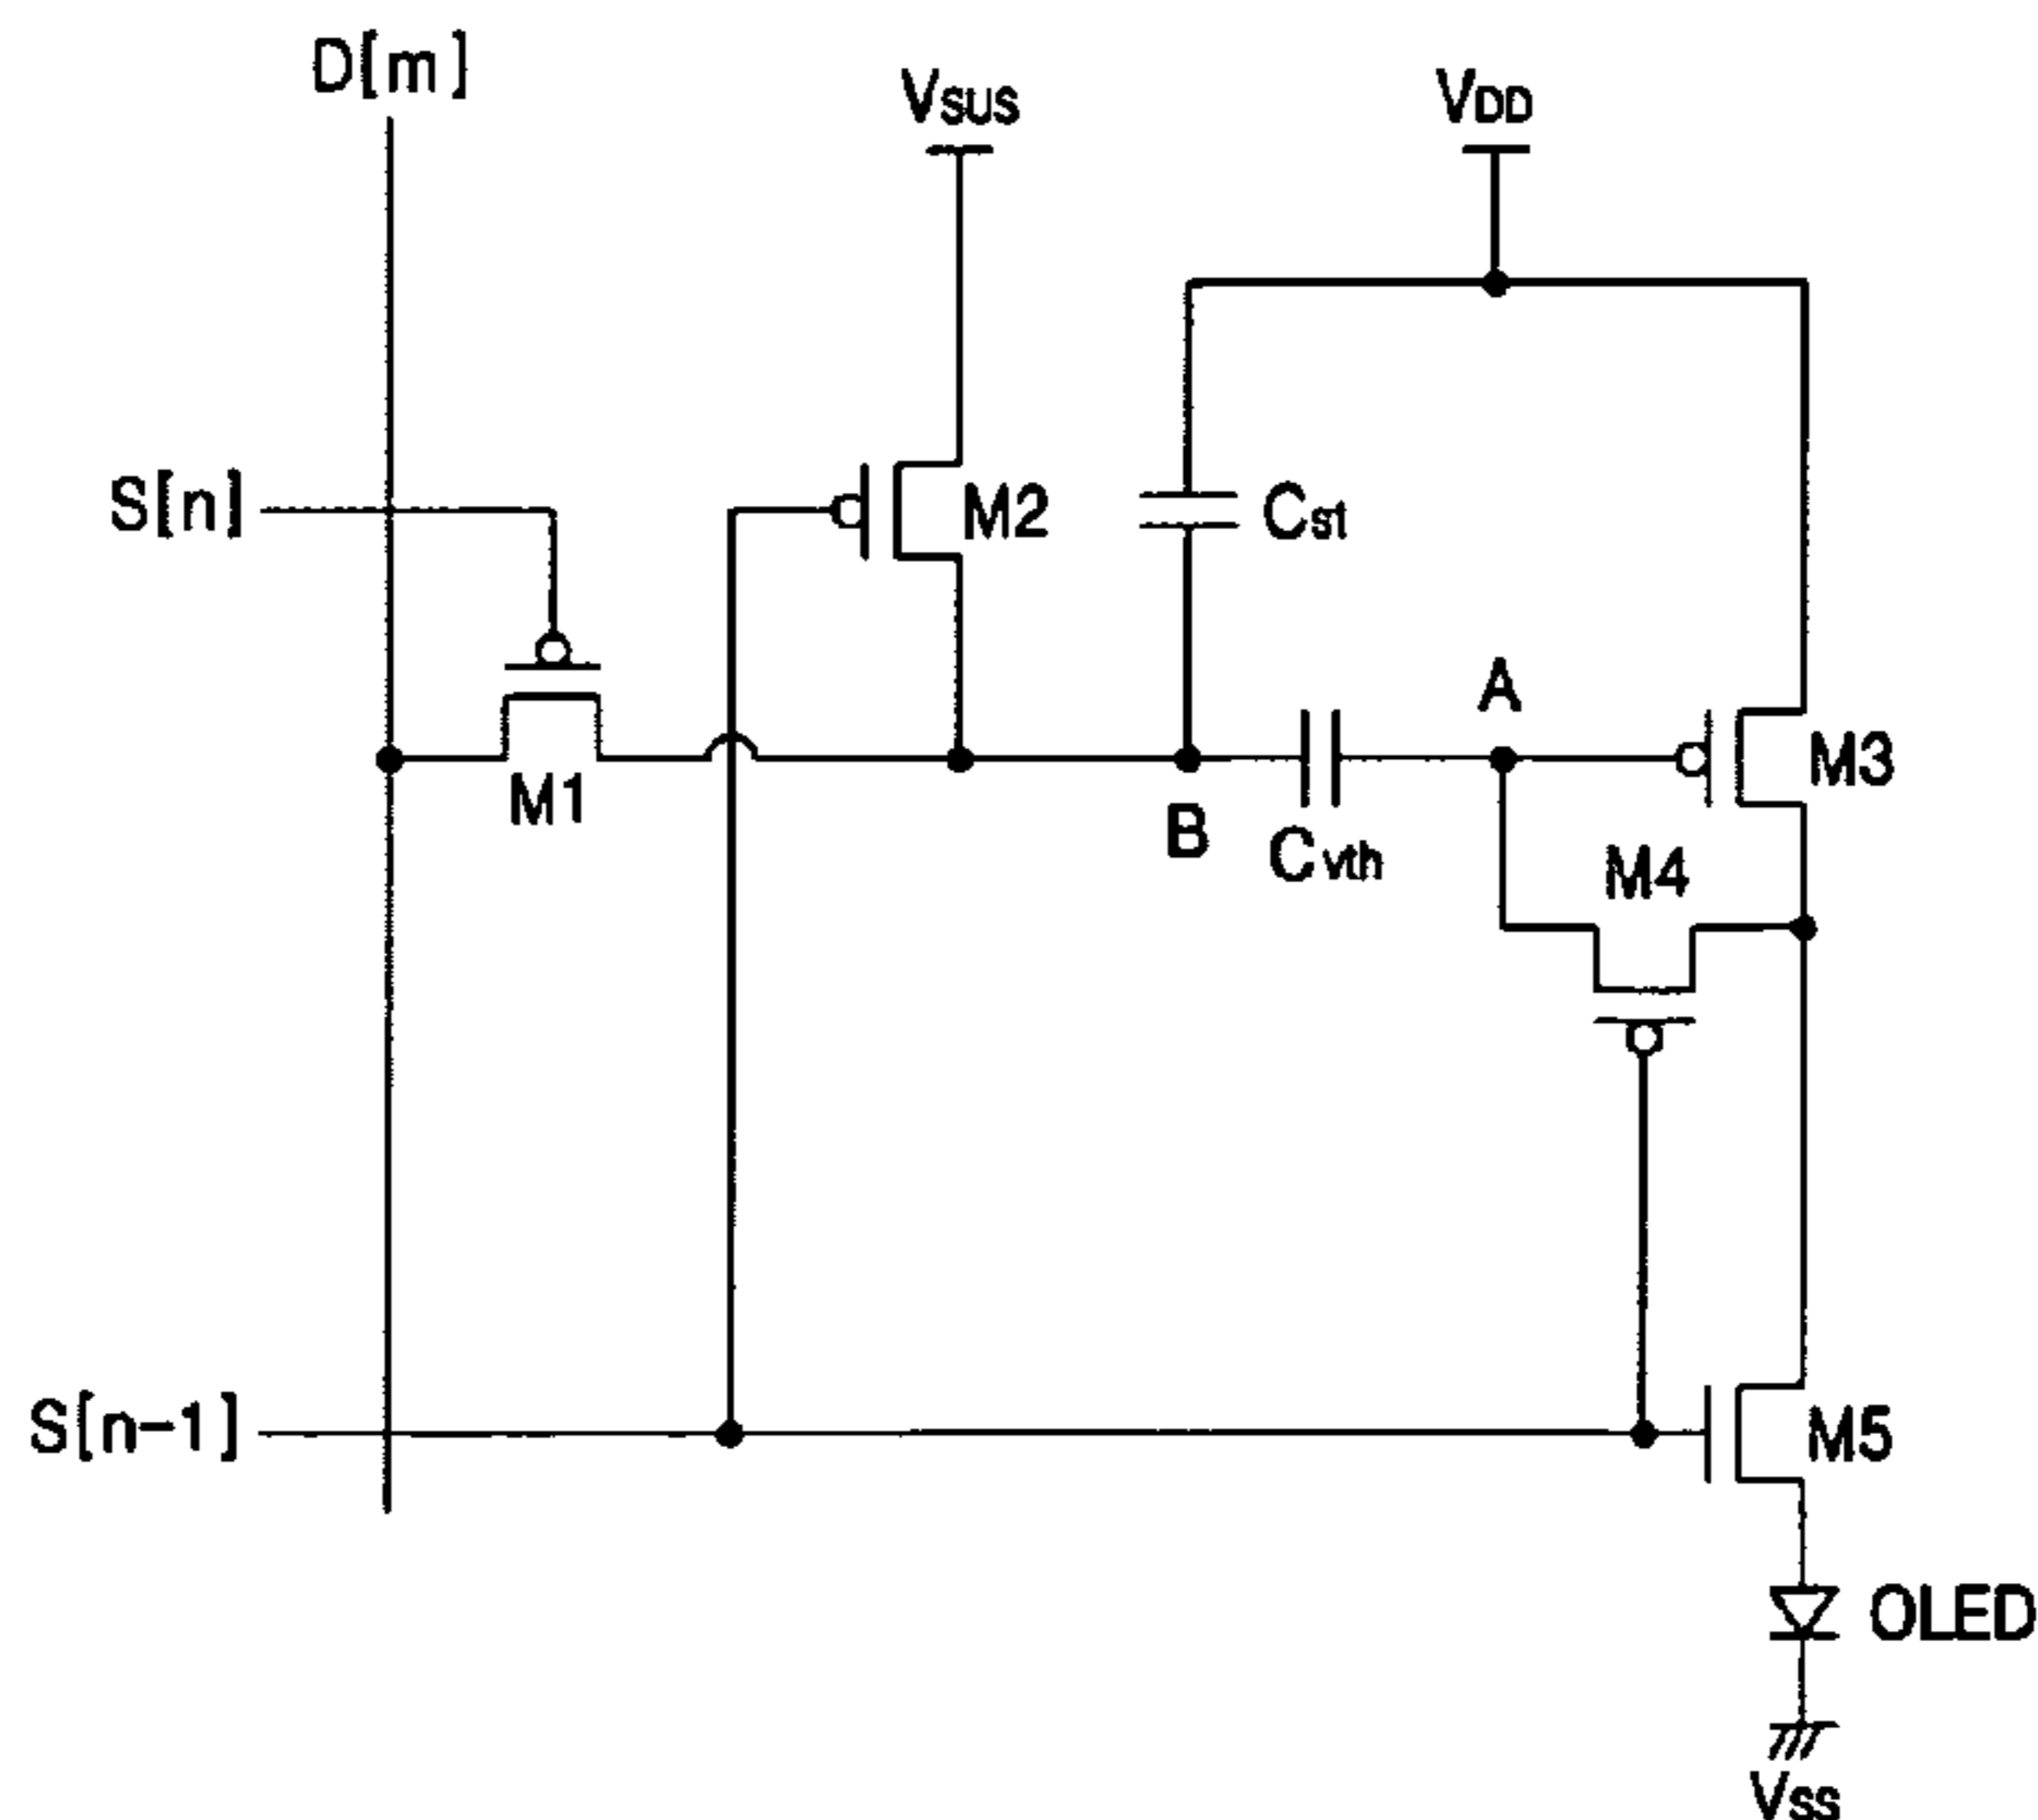 D[m]
VSUS
VDD
S[n]
M2
Cst
A
M1
B
Cvth
M3
M4
S[n-1]
M5
OLED
VSS